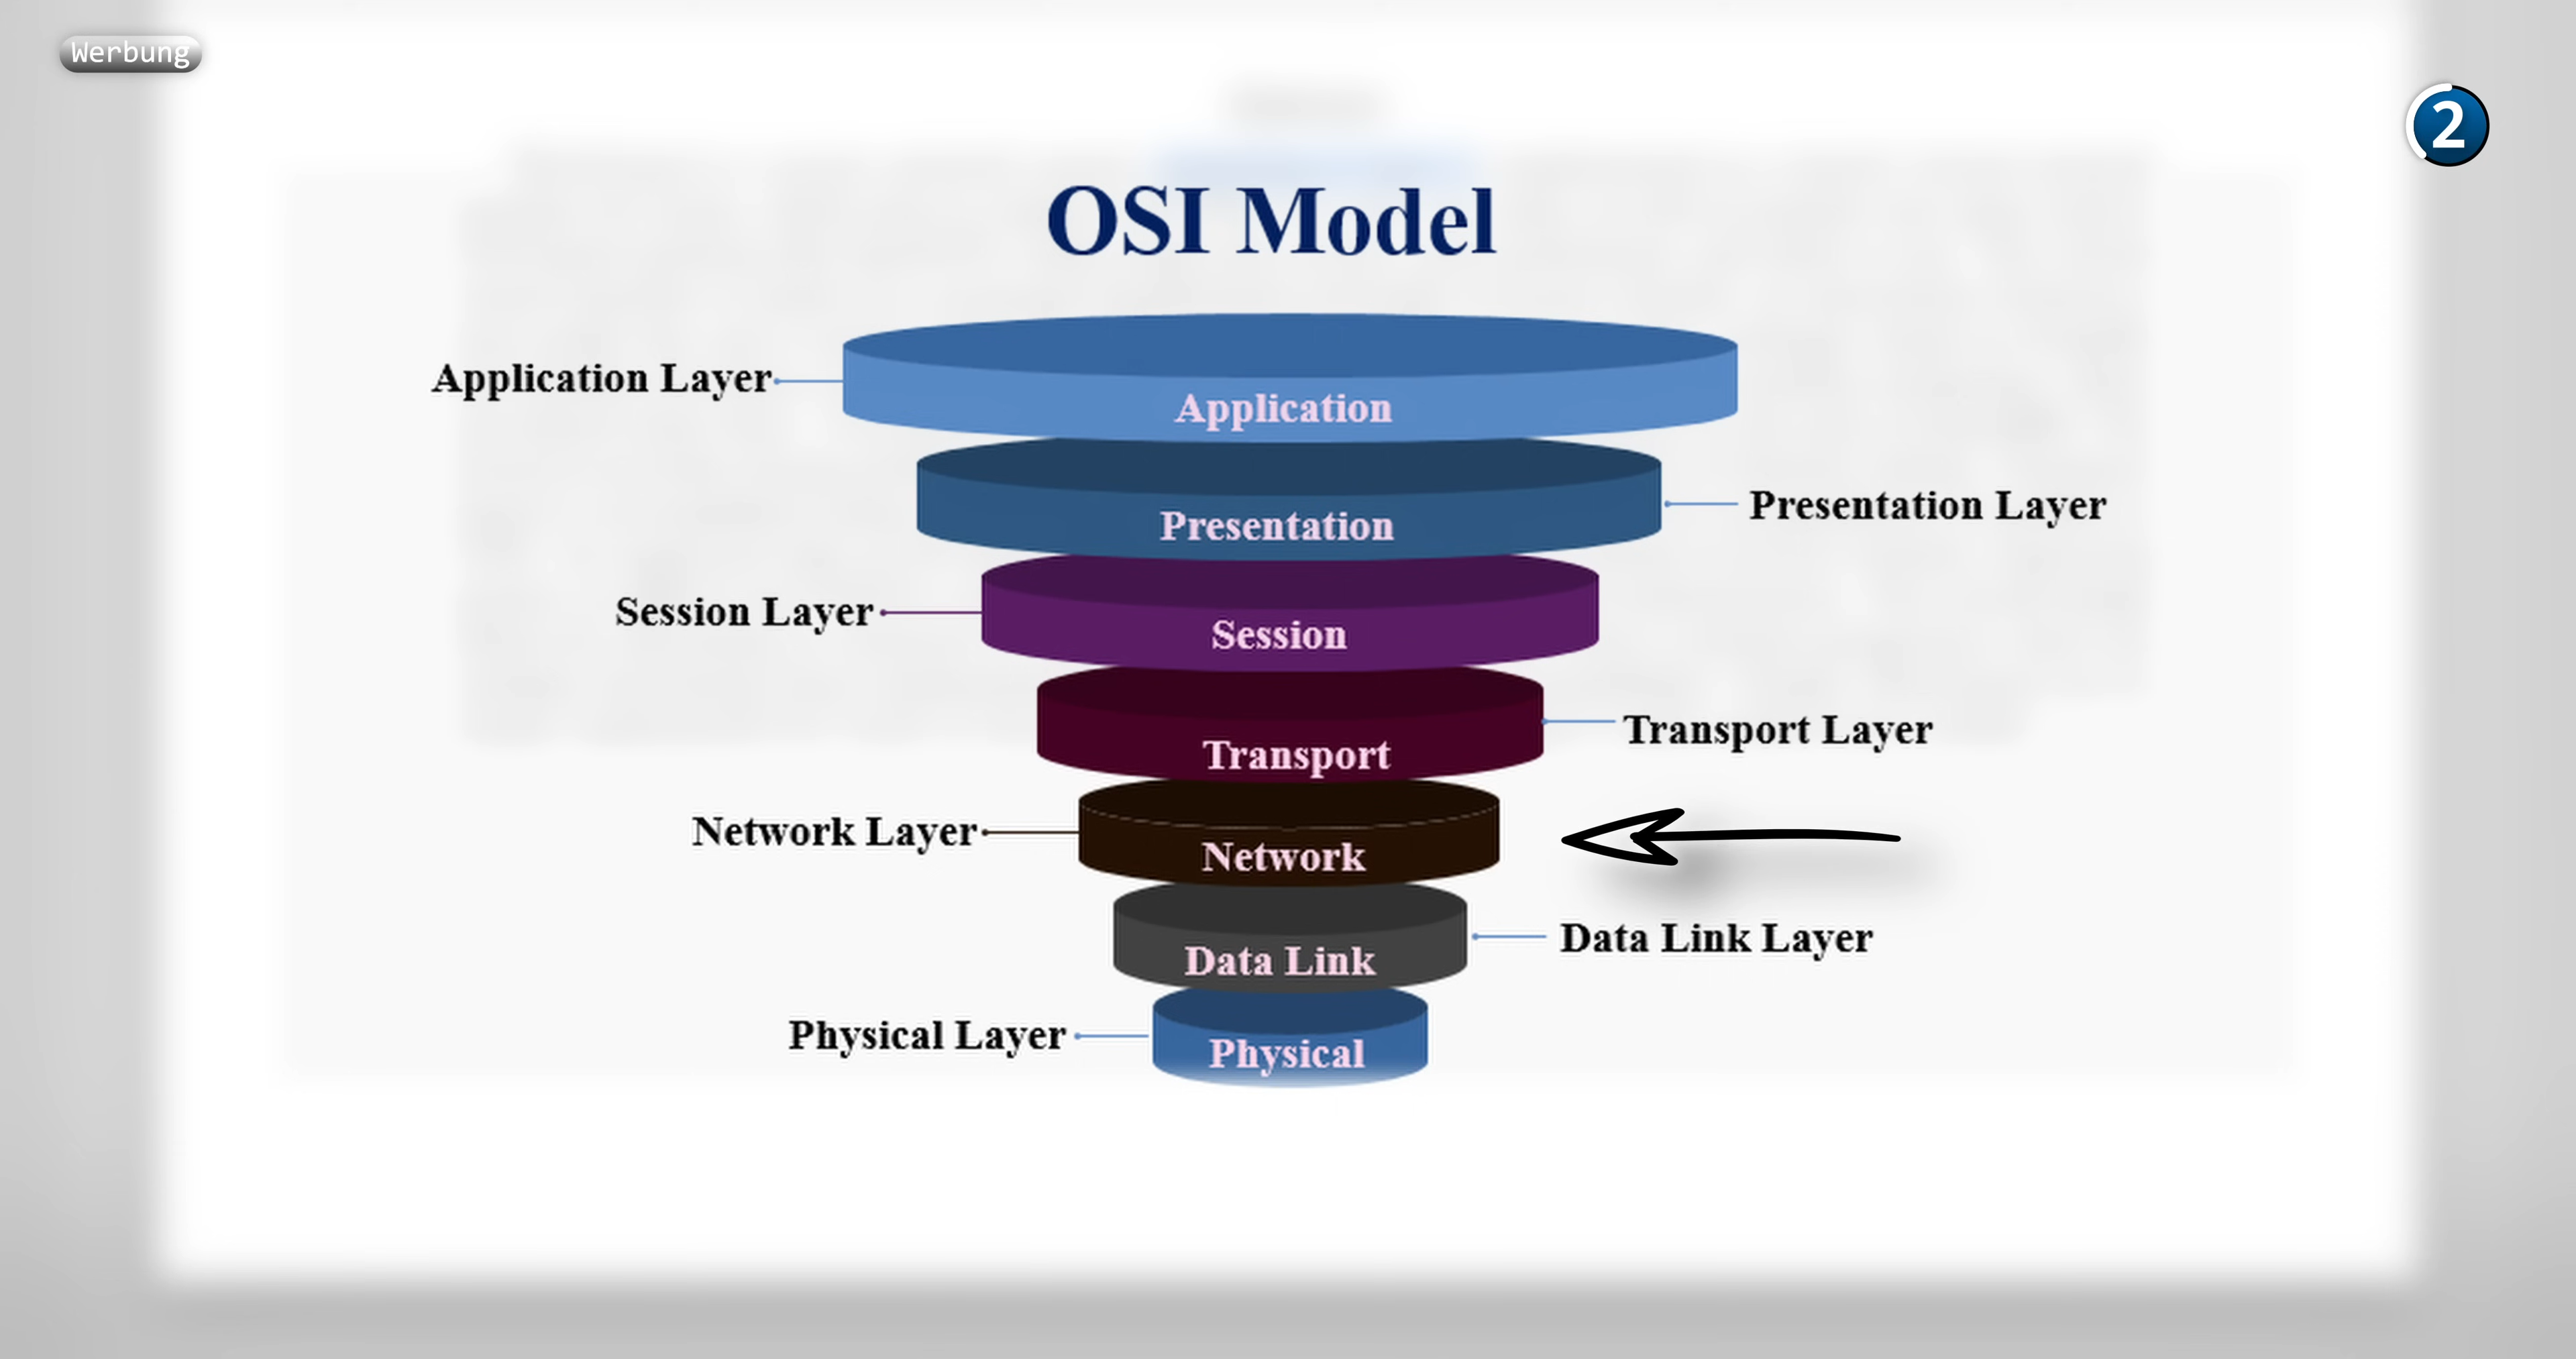 Werbung
2
OSI Model
Application Layer
Application
Presentation
Presentation Layer
Session Layer
Session
Transport
Transport Layer
Network Layer
Network
Data Link
Data Link Layer
Physical Layer
Physical